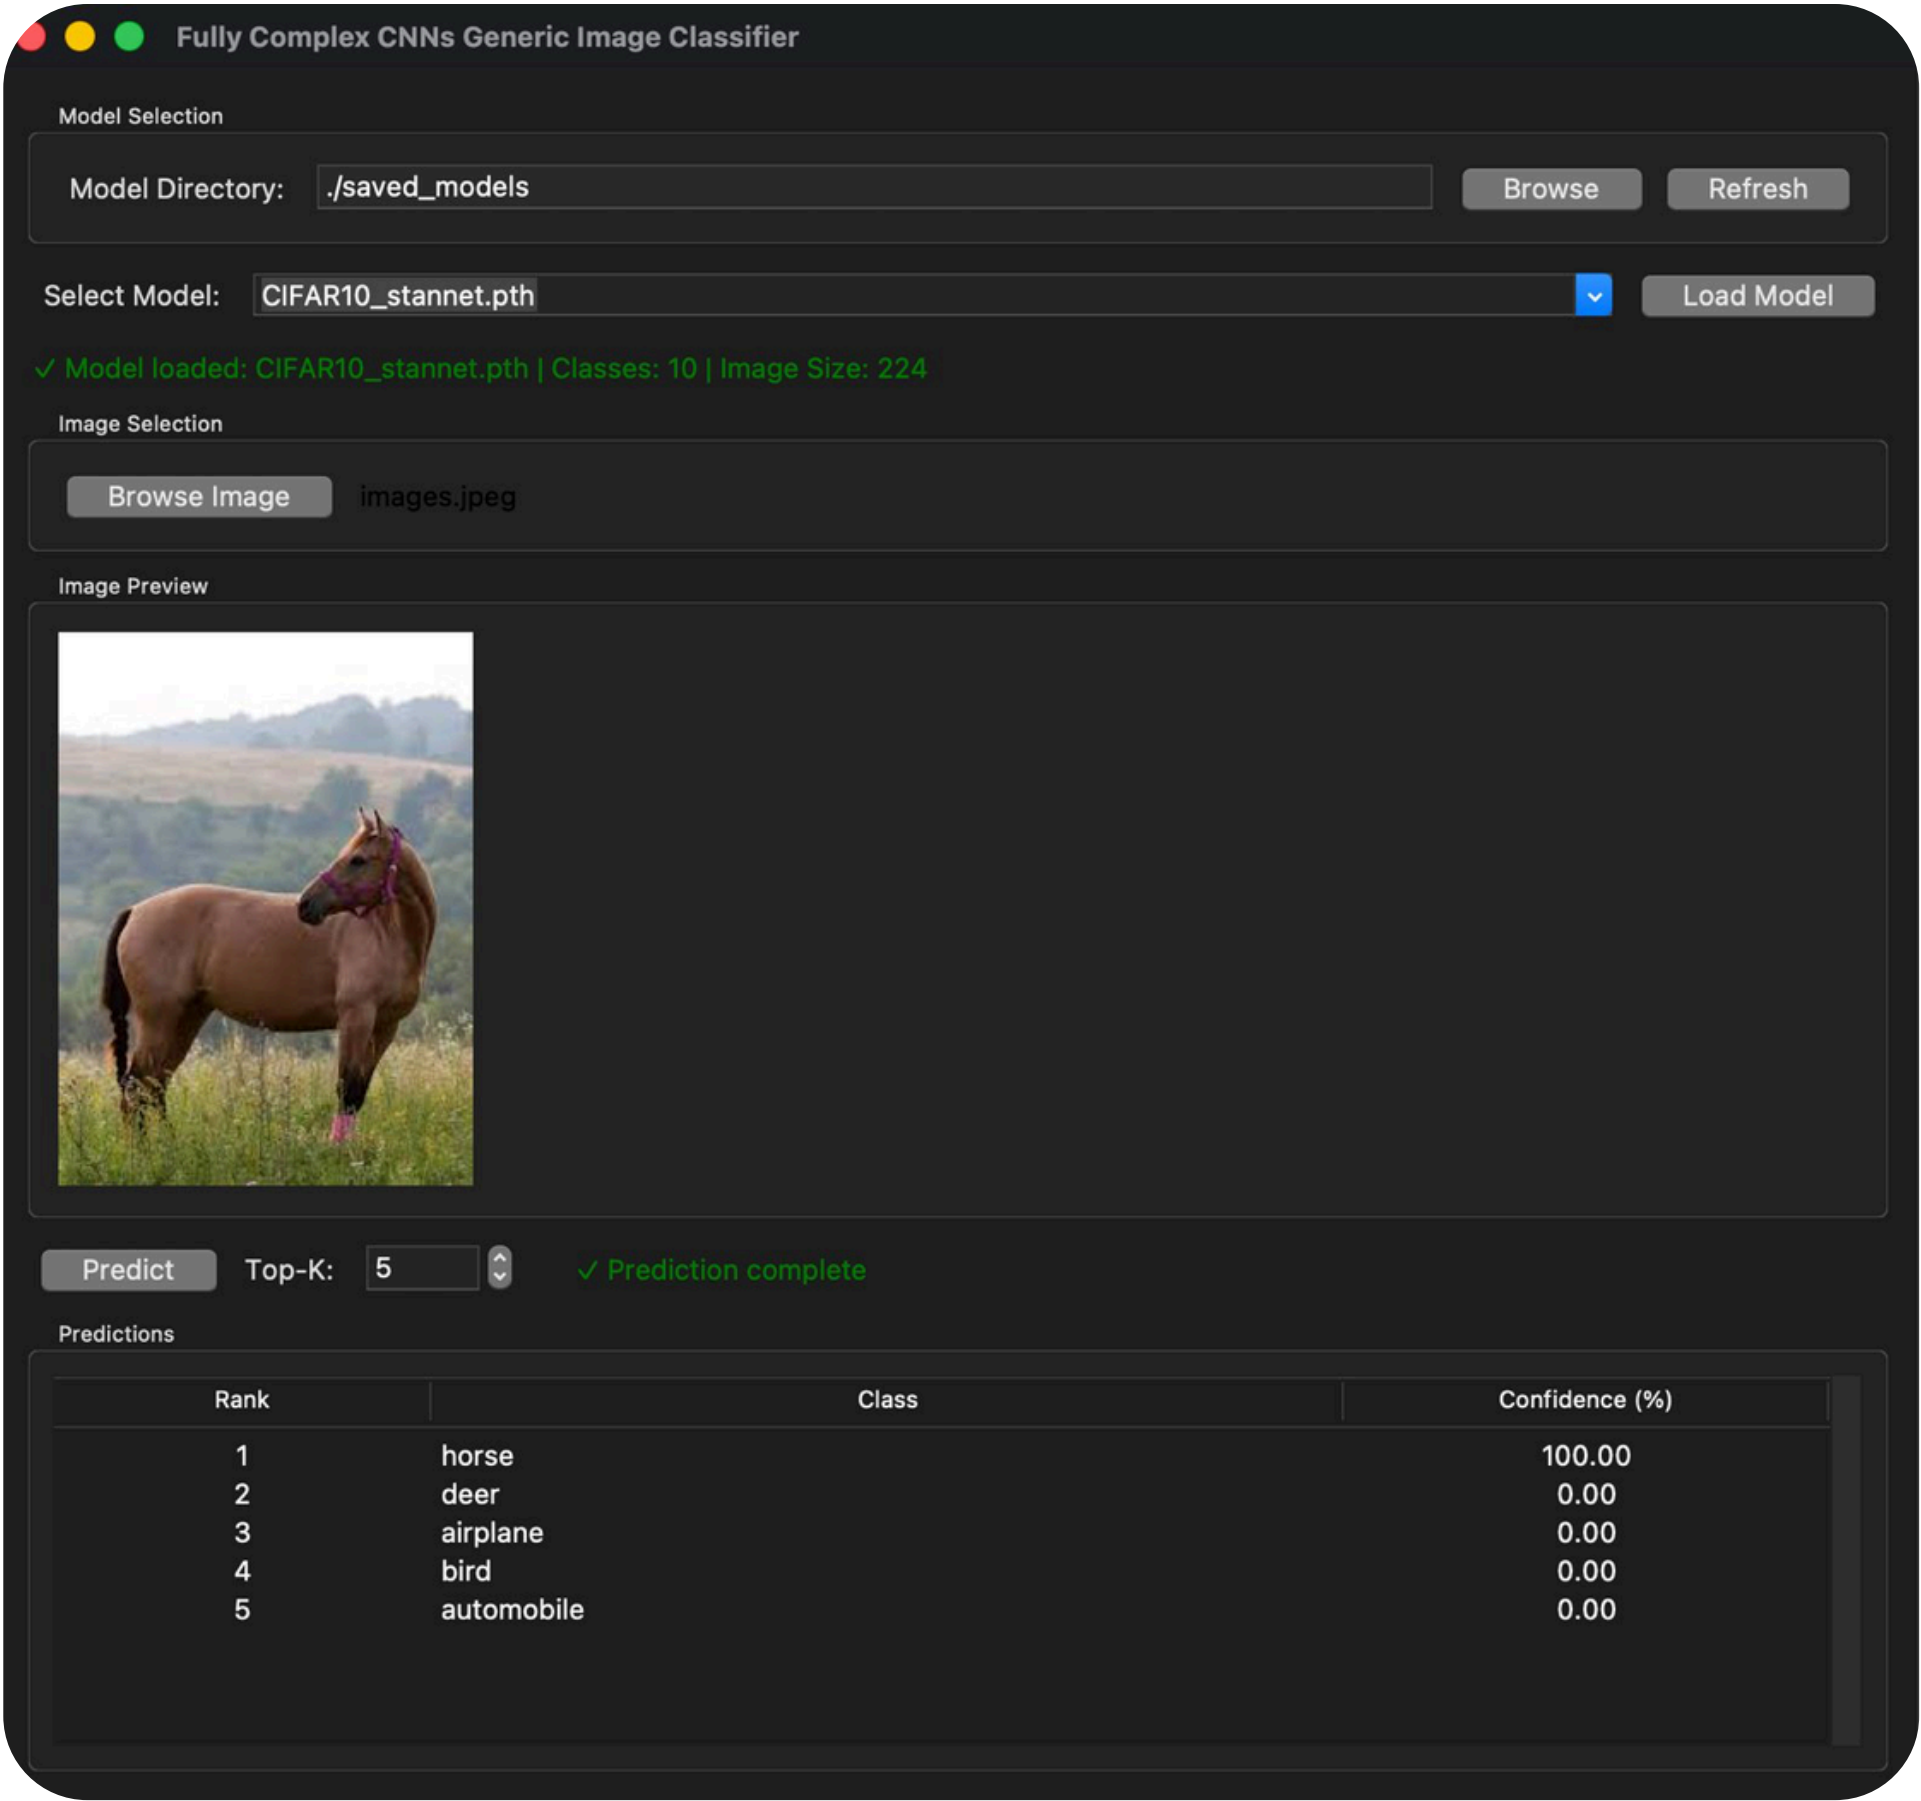 Fully Complex CNNs Generic Image Classifier
Model Selection
Model Directory: ./saved_models Browse Refresh
Select Model: CIFAR10_stannet.pth Load Model
✓ Model loaded: CIFAR10_stannet.pth | Classes: 10 | Image Size: 224
Image Selection
Browse Image images.jpeg
Image Preview
Predict Top-K: 5 ✓ Prediction complete
Predictions
Rank Class Confidence (%)
1 horse 100.00
2 deer 0.00
3 airplane 0.00
4 bird 0.00
5 automobile 0.00